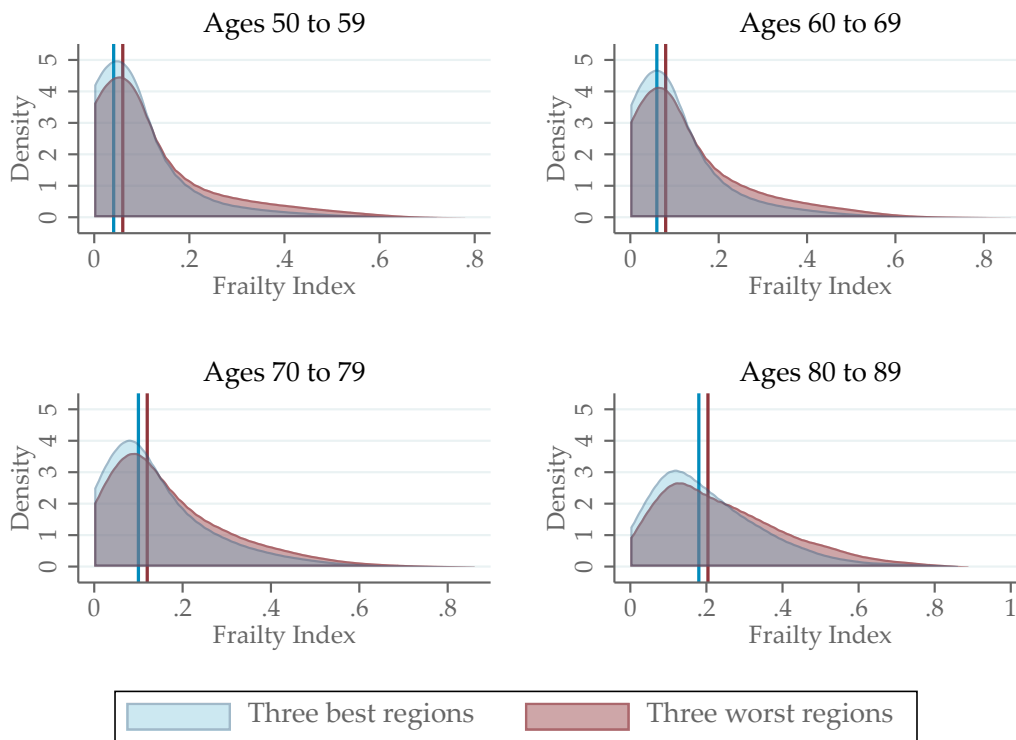 Ages 50 to 59
Density
5
4
3
2
1
0
0 .2 .4 .6 .8
Frailty Index
Ages 60 to 69
Density
5
4
3
2
1
0
0 .2 .4 .6 .8
Frailty Index
Ages 70 to 79
Density
5
4
3
2
1
0
0 .2 .4 .6 .8
Frailty Index
Ages 80 to 89
Density
5
4
3
2
1
0
0 .2 .4 .6 .8 1
Frailty Index
Three best regions
Three worst regions